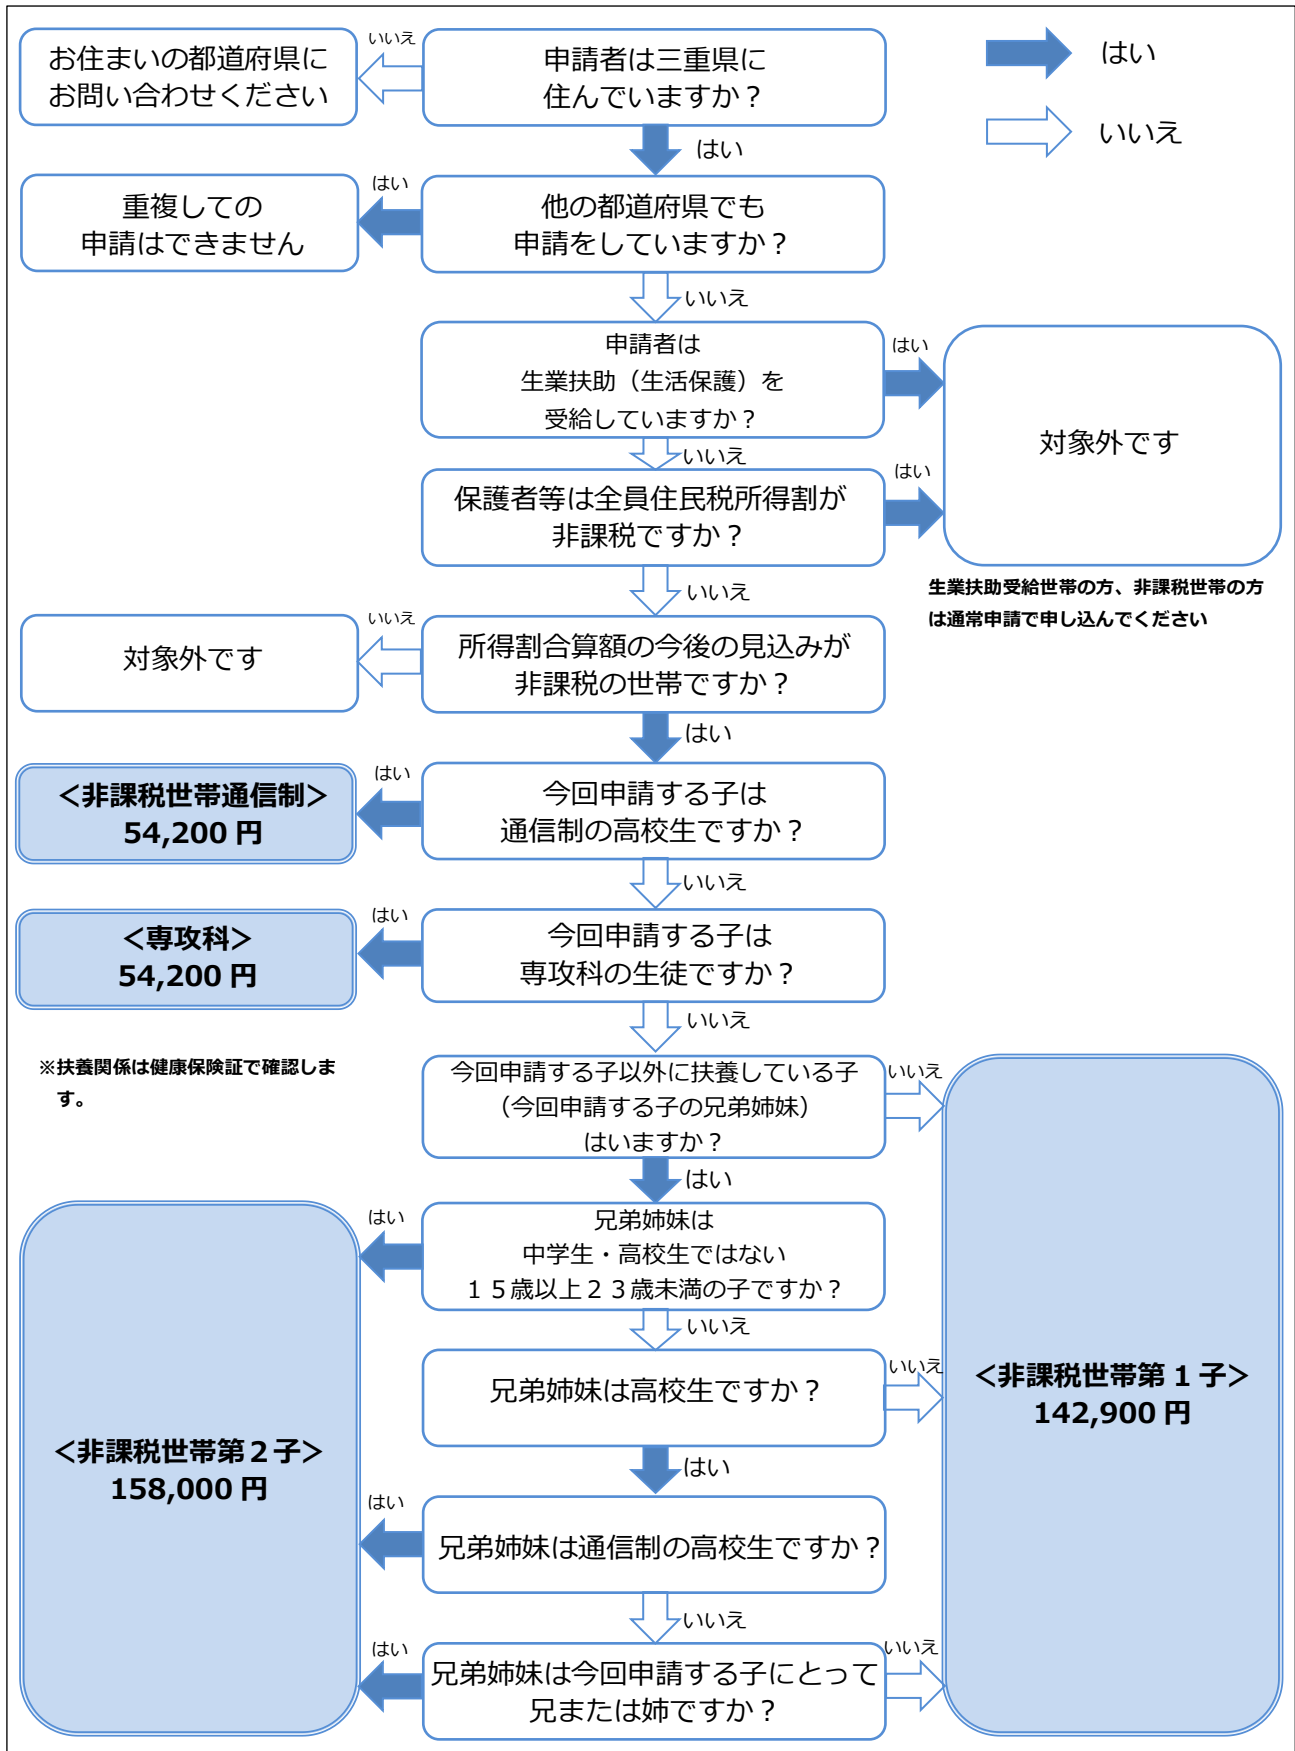 お住まいの都道府県に
お問い合わせください
いいえ
申請者は三重県に
住んでいますか？
はい
いいえ
はい
重複しての
申請はできません
はい
他の都道府県でも
申請をしていますか？
いいえ
申請者は
生業扶助（生活保護）を
受給していますか？
はい
対象外です
いいえ
保護者等は全員住民税所得割が
非課税ですか？
はい
生業扶助受給世帯の方、非課税世帯の方
は通常申請で申し込んでください
いいえ
対象外です
いいえ
所得割合算額の今後の見込みが
非課税の世帯ですか？
はい
＜非課税世帯通信制＞
54,200 円
はい
今回申請する子は
通信制の高校生ですか？
いいえ
＜専攻科＞
54,200 円
はい
今回申請する子は
専攻科の生徒ですか？
いいえ
※扶養関係は健康保険証で確認しま
す。
今回申請する子以外に扶養している子
（今回申請する子の兄弟姉妹）
はいますか？
いいえ
はい
兄弟姉妹は
中学生・高校生ではない
１５歳以上２３歳未満の子ですか？
はい
いいえ
兄弟姉妹は高校生ですか？
いいえ
＜非課税世帯第 1 子＞
142,900 円
＜非課税世帯第２子＞
158,000 円
はい
兄弟姉妹は通信制の高校生ですか？
はい
いいえ
兄弟姉妹は今回申請する子にとって
兄または姉ですか？
はい
いいえ